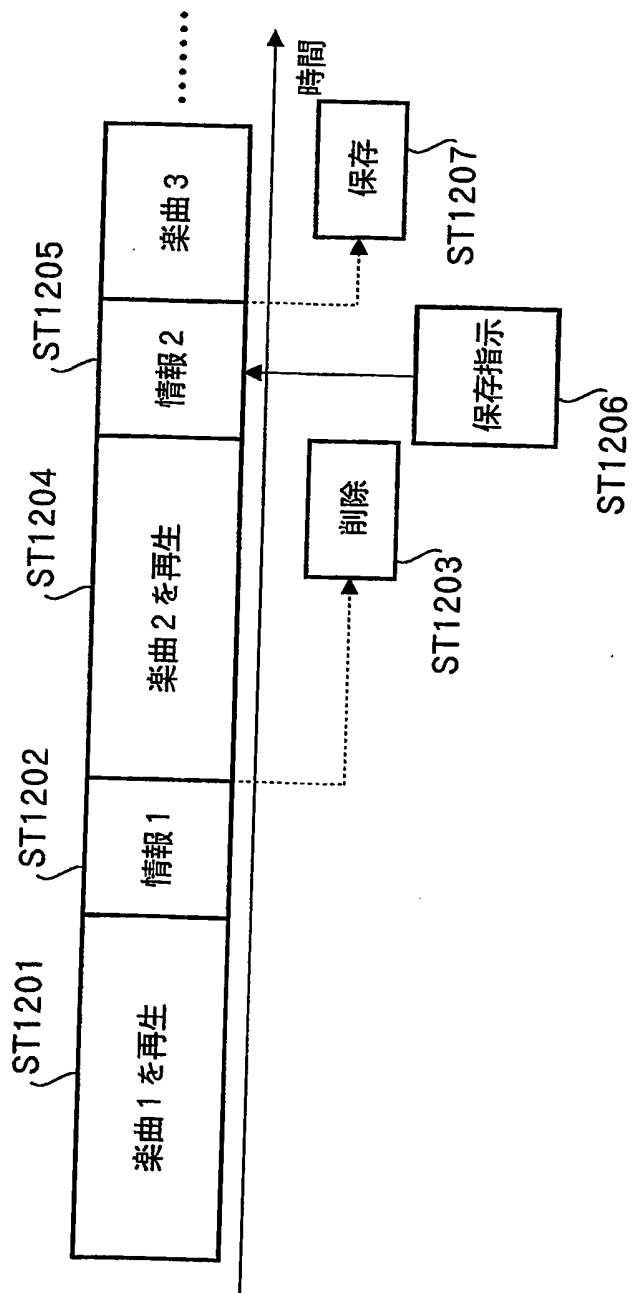 ST1201
ST1202
ST1204
ST1205
楽曲1を再生
情報1
楽曲2を再生
情報2
楽曲3
.......
時間
削除
保存
ST1203
保存指示
ST1207
ST1206